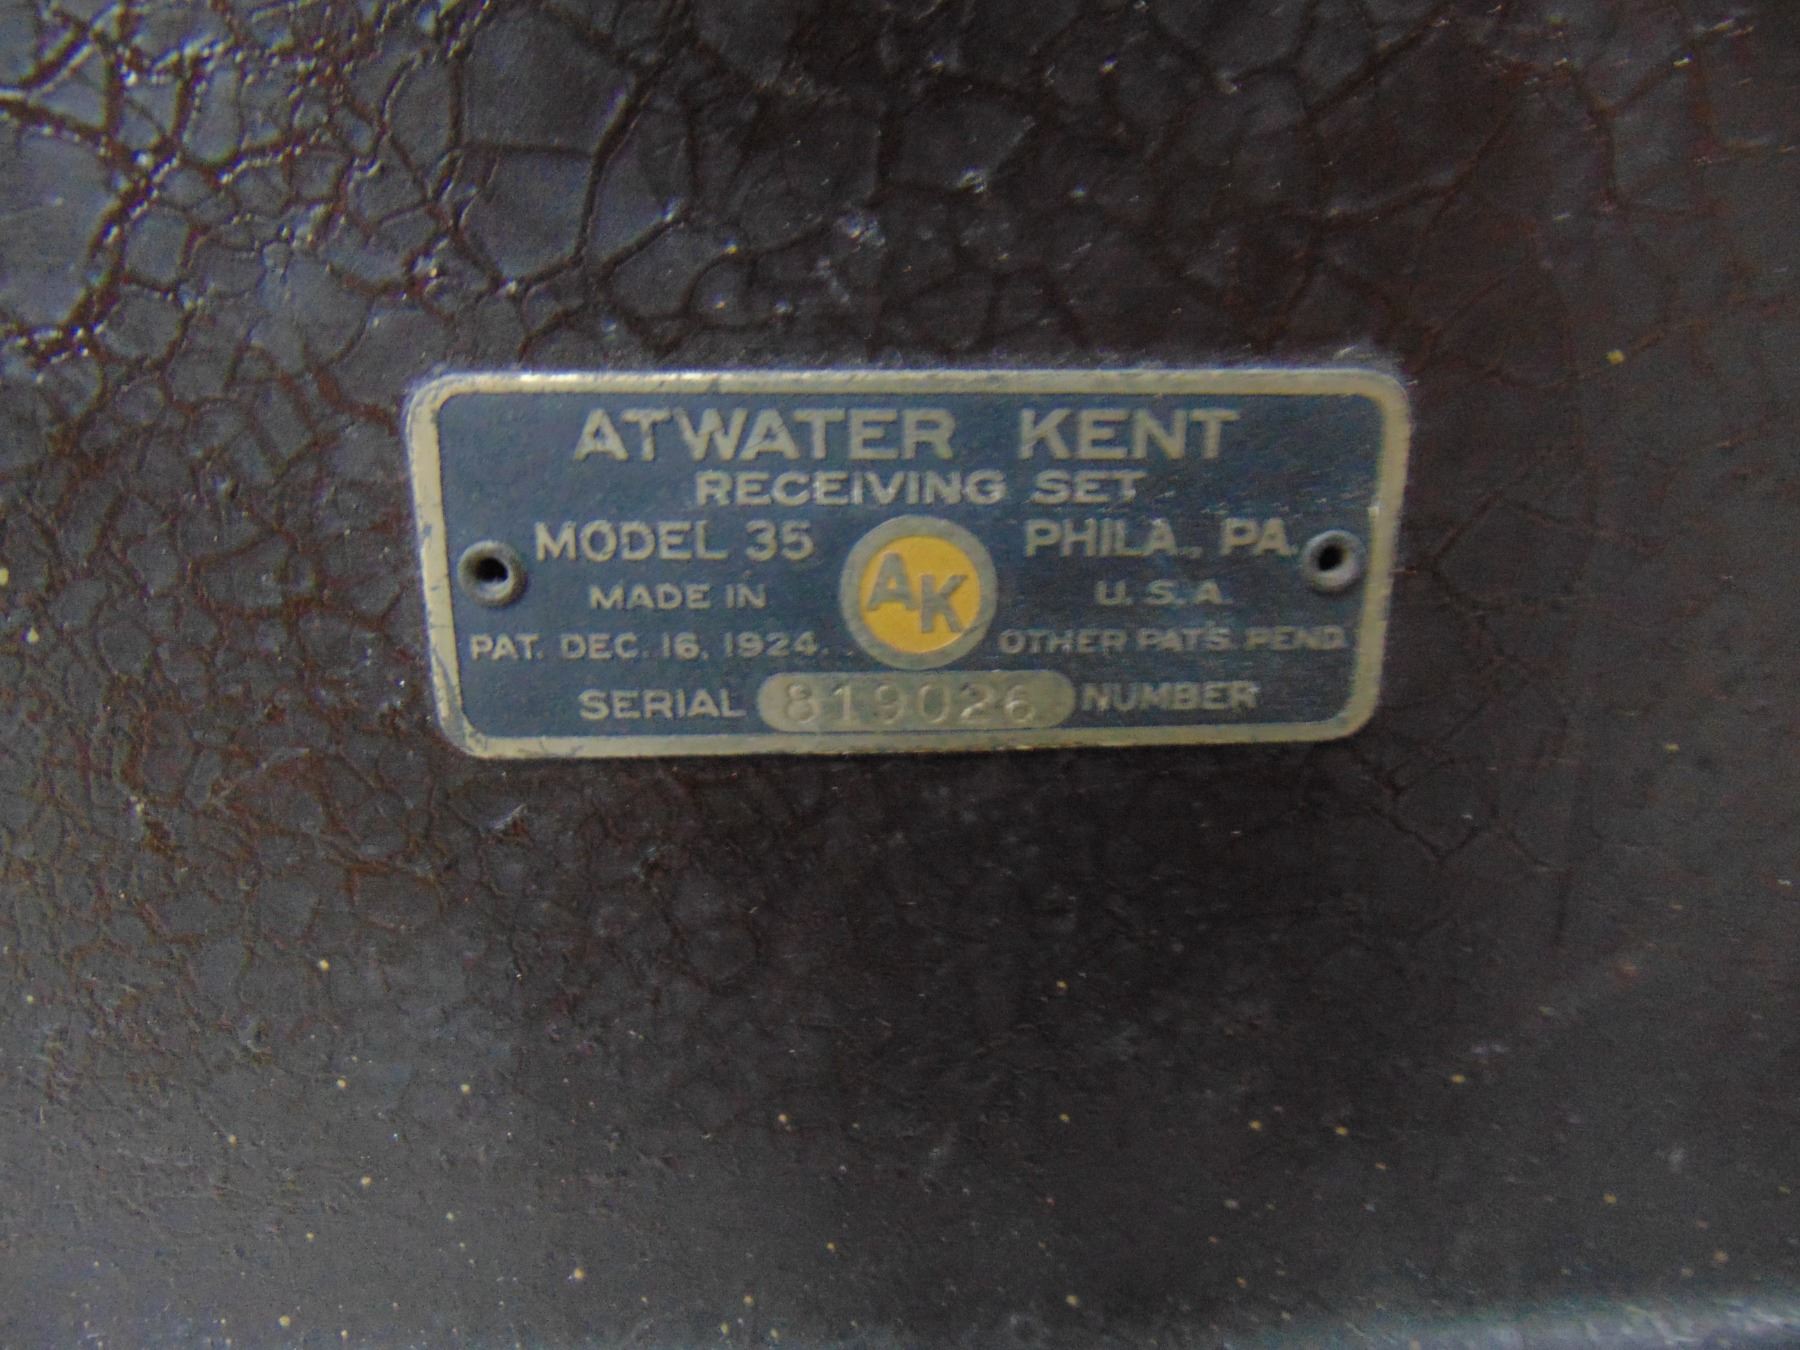 ATWATER KENT
RECEIVING SET
MODEL 35 AK PHILA., PA.
MADE IN U.S.A.
PAT. DEC. 16, 1924. OTHER PAT'S. PEND.
SERIAL 819026 NUMBER